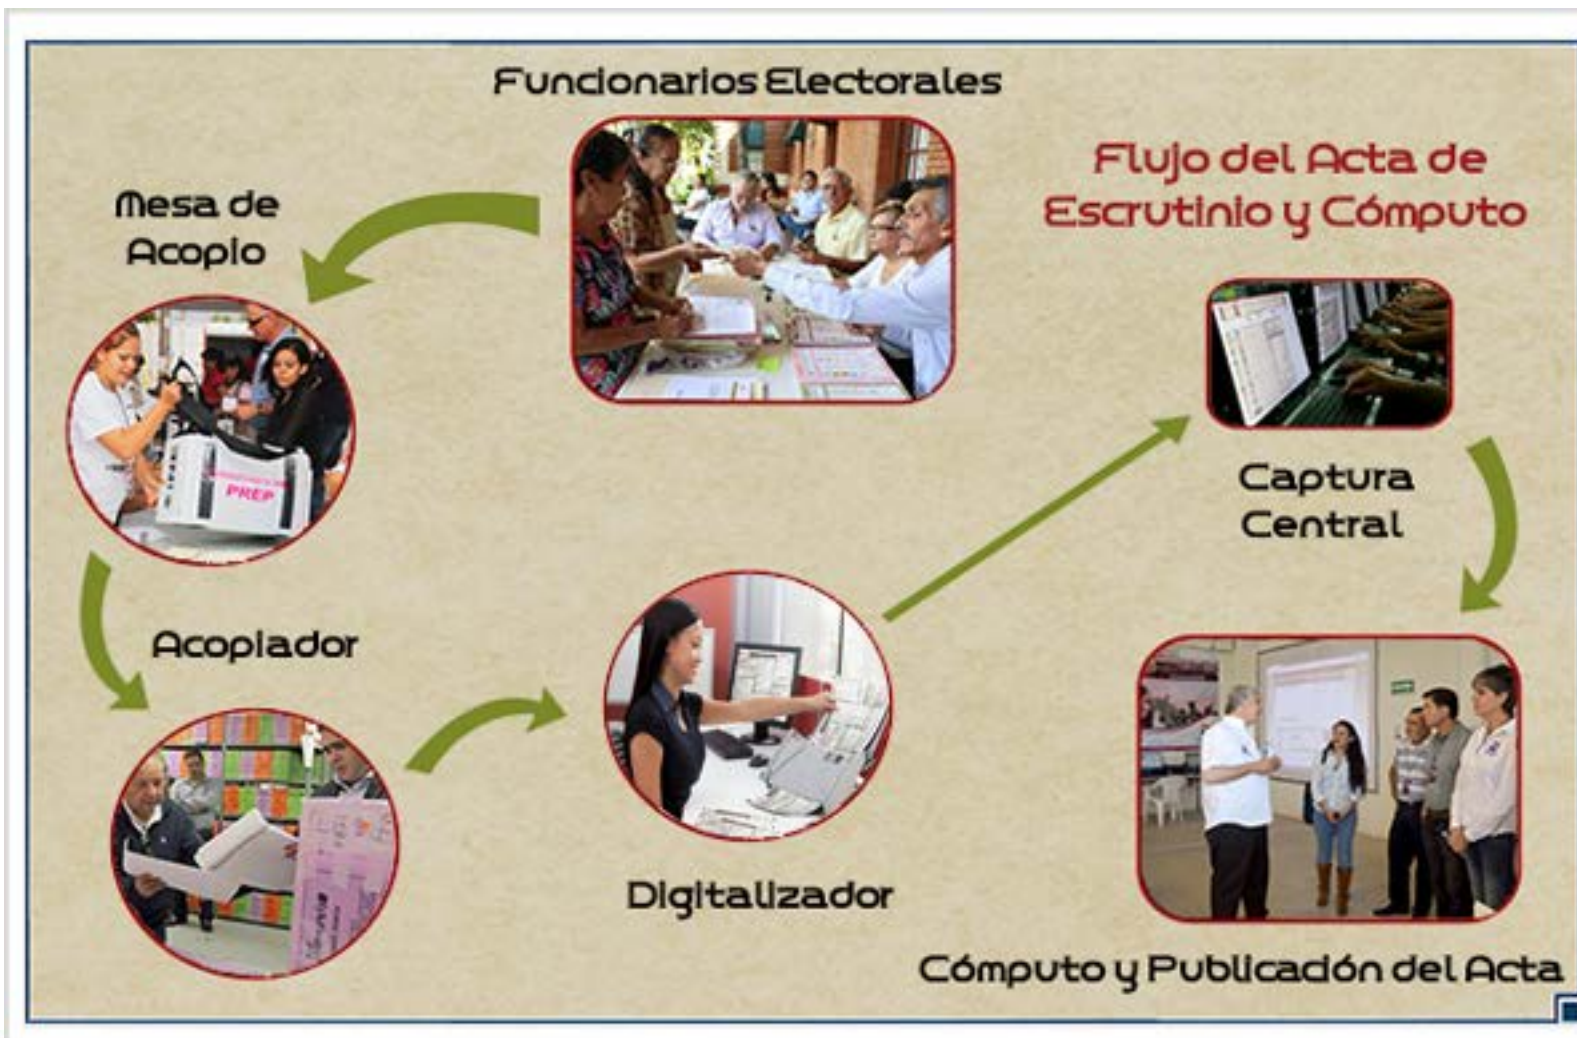 Funcionarios Electorales
Flujo del Acta de
Escrutinio y Cómputo
Mesa de
Acopio
PREP
Captura
Central
Acopiador
Digitalizador
Cómputo y Publicación del Acta